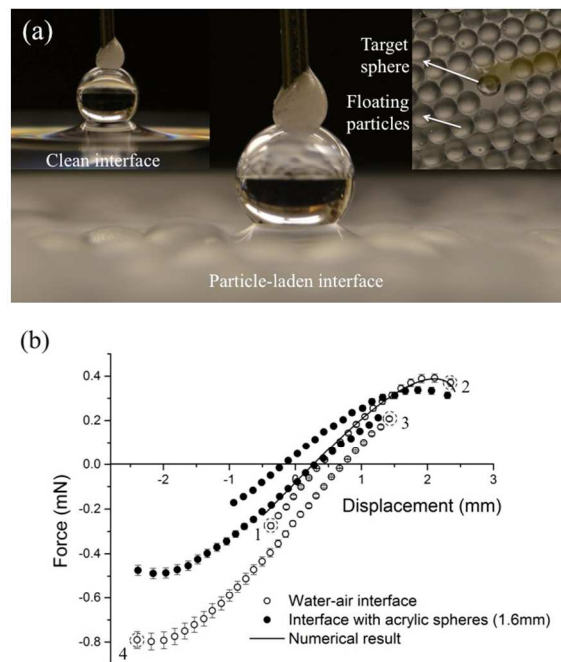 (a)
Target
sphere
Floating
particles
Clean interface
Particle-laden interface
(b)
0.4
0.2
0.0
-0.2
-0.4
-0.6
-0.8
-2
-1
0
1
2
3
Force (mN)
Displacement (mm)
1
2
3
4
Water-air interface
Interface with acrylic spheres (1.6mm)
Numerical result